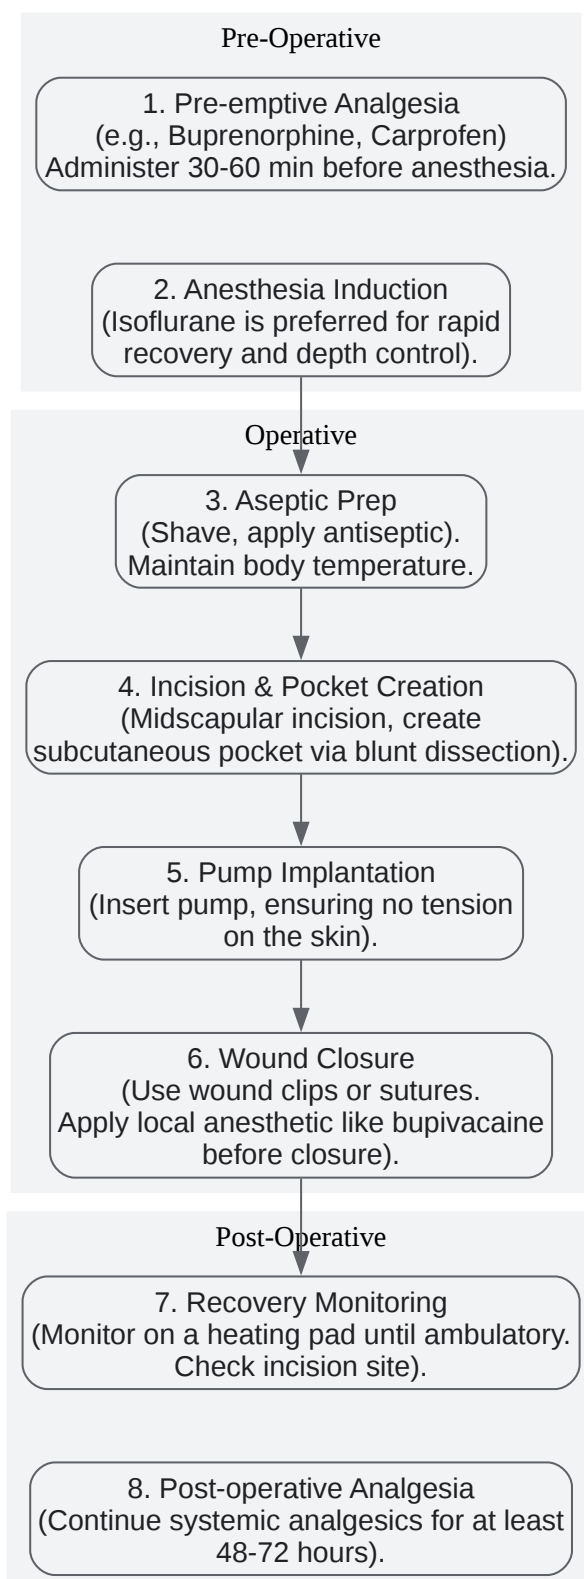 Pre-Operative
1. Pre-emptive Analgesia
(e.g., Buprenorphine, Carprofen)
Administer 30-60 min before anesthesia.
2. Anesthesia Induction
(Isoflurane is preferred for rapid
recovery and depth control).
Operative
3. Aseptic Prep
(Shave, apply antiseptic).
Maintain body temperature.
4. Incision & Pocket Creation
(Midscapular incision, create
subcutaneous pocket via blunt dissection).
5. Pump Implantation
(Insert pump, ensuring no tension
on the skin).
6. Wound Closure
(Use wound clips or sutures.
Apply local anesthetic like bupivacaine
before closure).
Post-Operative
7. Recovery Monitoring
(Monitor on a heating pad until ambulatory.
Check incision site).
8. Post-operative Analgesia
(Continue systemic analgesics for at least
48-72 hours).